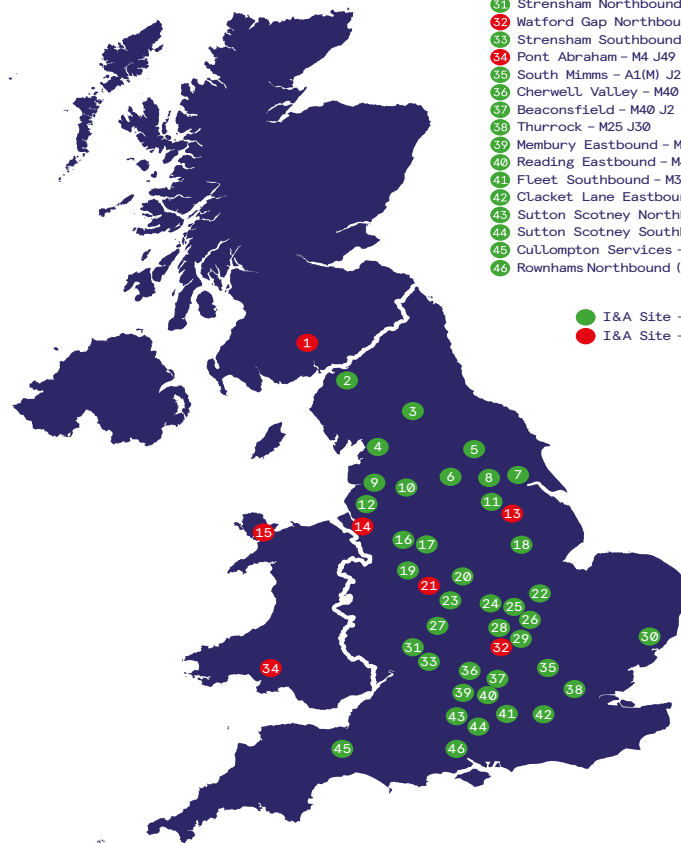 31 Strensham Northbound
32 Watford Gap Northbou
33 Strensham Southbound
34 Pont Abraham – M4 J49
35 South Mimms – A1(M) J2
36 Cherwell Valley – M40
37 Beaconsfield – M40 J2
38 Thurrock – M25 J30
39 Membury Eastbound – M
40 Reading Eastbound – M
41 Fleet Southbound – M3
42 Clacket Lane Eastbou
43 Sutton Scotney North
44 Sutton Scotney South
45 Cullompton Services –
46 Rownhams Northbound (
I&A Site –
I&A Site –
1
2
3
4
5
6
7
8
9
10
11
12
13
14
15
16
17
18
19
20
21
22
23
24
25
26
27
28
29
30
31
32
33
34
35
36
37
38
39
40
41
42
43
44
45
46